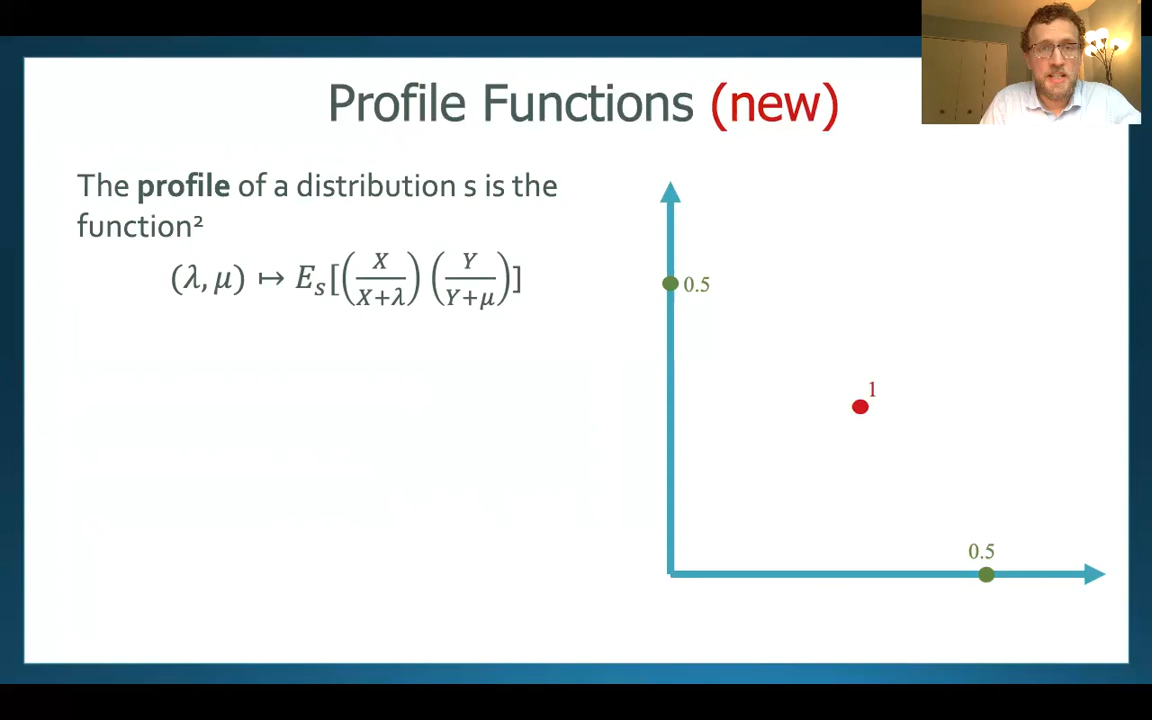 Profile Functions (new)
The profile of a distribution s is the
function²
(λ, μ) ↦ E_s[(X/(X+λ)) (Y/(Y+μ))]
0.5
1
0.5